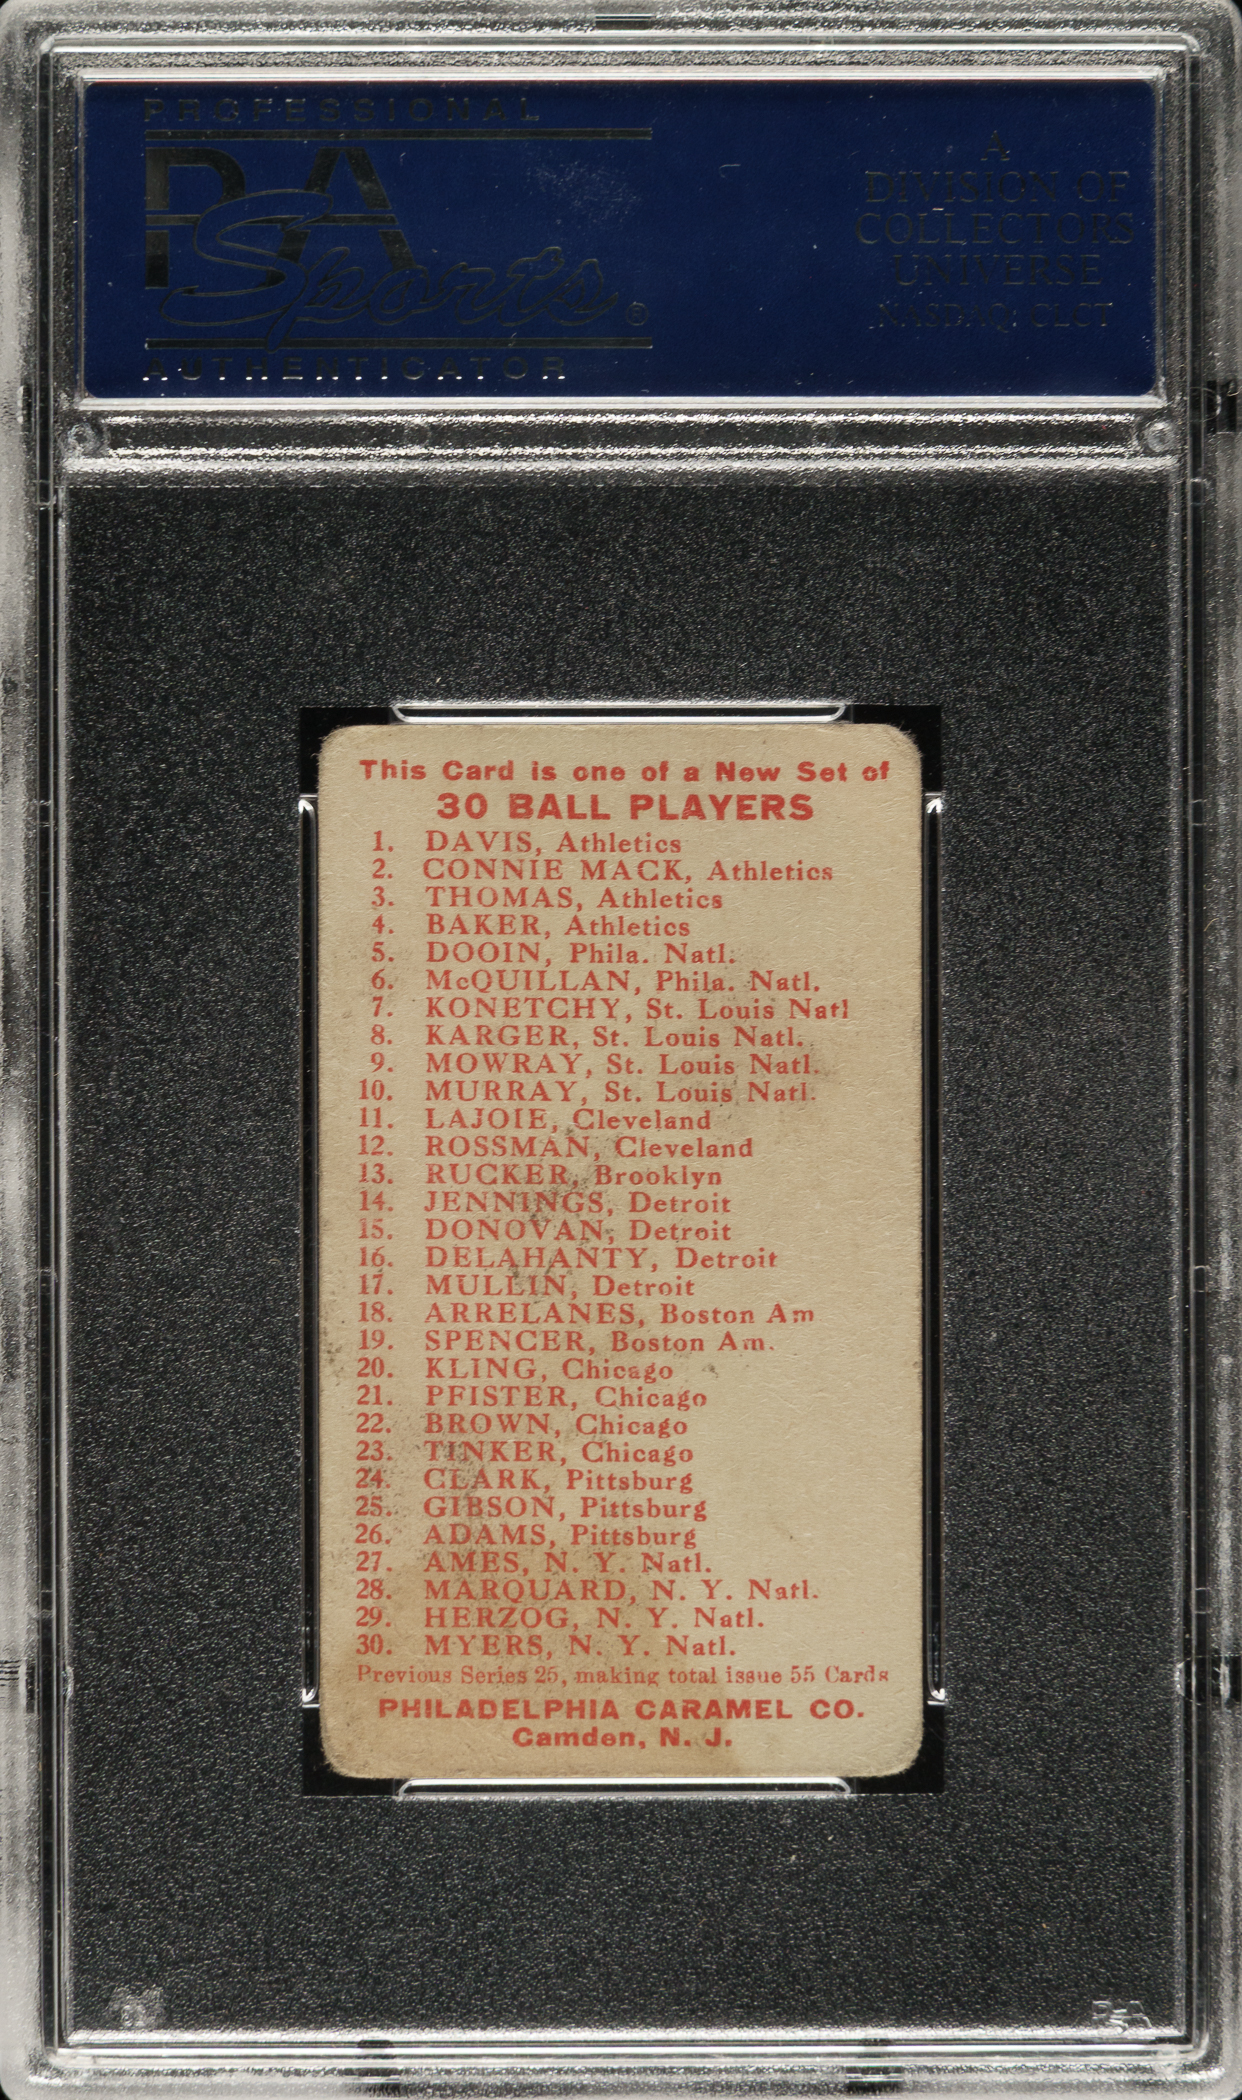 PROFESSIONAL
PSA
Sports®
AUTHENTICATOR
A
DIVISION OF
COLLECTORS
UNIVERSE
NASDAQ: CLCT
This Card is one of a New Set of
30 BALL PLAYERS
1. DAVIS, Athletics
2. CONNIE MACK, Athletics
3. THOMAS, Athletics
4. BAKER, Athletics
5. DOOIN, Phila. Natl.
6. McQUILLAN, Phila. Natl.
7. KONETCHY, St. Louis Natl
8. KARGER, St. Louis Natl.
9. MOWRAY, St. Louis Natl.
10. MURRAY, St. Louis Natl.
11. LAJOIE, Cleveland
12. ROSSMAN, Cleveland
13. RUCKER, Brooklyn
14. JENNINGS, Detroit
15. DONOVAN, Detroit
16. DELAHANTY, Detroit
17. MULLIN, Detroit
18. ARRELANES, Boston Am
19. SPENCER, Boston Am.
20. KLING, Chicago
21. PFISTER, Chicago
22. BROWN, Chicago
23. TINKER, Chicago
24. CLARK, Pittsburg
25. GIBSON, Pittsburg
26. ADAMS, Pittsburg
27. AMES, N. Y. Natl.
28. MARQUARD, N. Y. Natl.
29. HERZOG, N. Y. Natl.
30. MYERS, N. Y. Natl.
Previous Series 25, making total issue 55 Cards
PHILADELPHIA CARAMEL CO.
Camden, N. J.
PSA